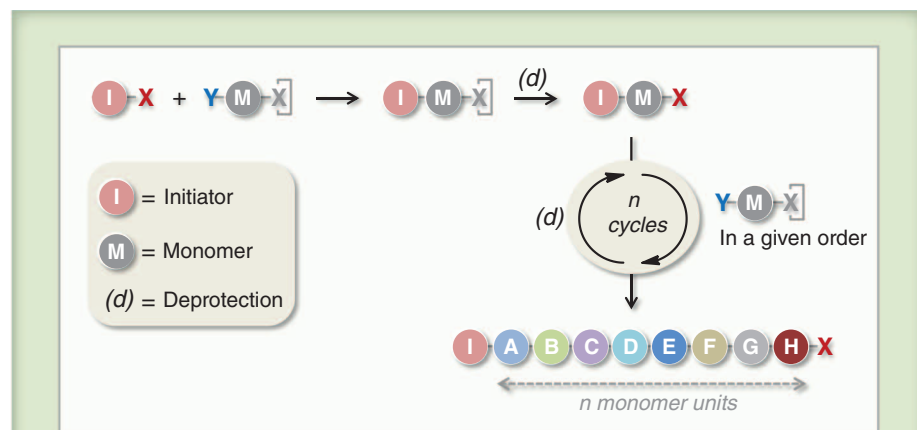 I-X + Y-M-X → I-M-X (d) → I-M-X
I = Initiator
M = Monomer
(d) = Deprotection
(d)
n
cycles
Y-M-X
In a given order
I-A-B-C-D-E-F-G-H-X
n monomer units